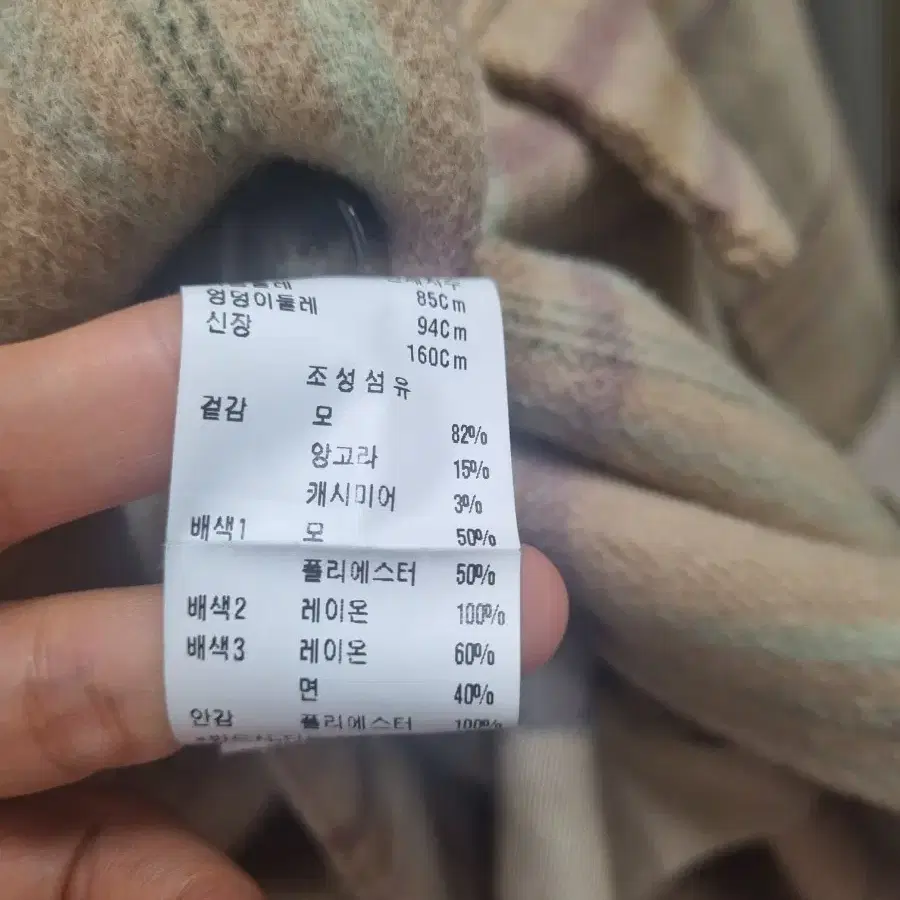 엉덩이둘레 85Cm
신장 94Cm
160Cm
조성섬유
겉감 모 82%
앙고라 15%
캐시미어 3%
배색1 모 50%
폴리에스터 50%
배색2 레이온 100%
배색3 레이온 60%
면 40%
안감 폴리에스터 100%